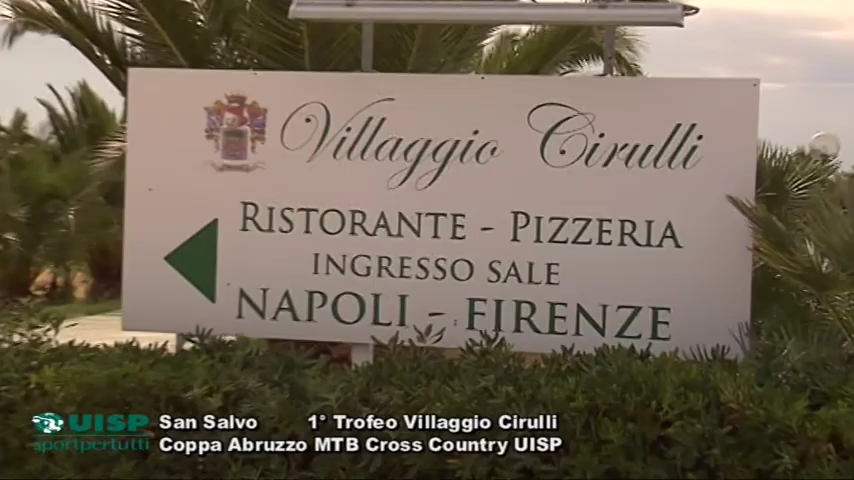 Villaggio Cirulli
RISTORANTE - PIZZERIA
INGRESSO SALE
NAPOLI - FIRENZE
UISP
sportpertutti
San Salvo 1° Trofeo Villaggio Cirulli
Coppa Abruzzo MTB Cross Country UISP